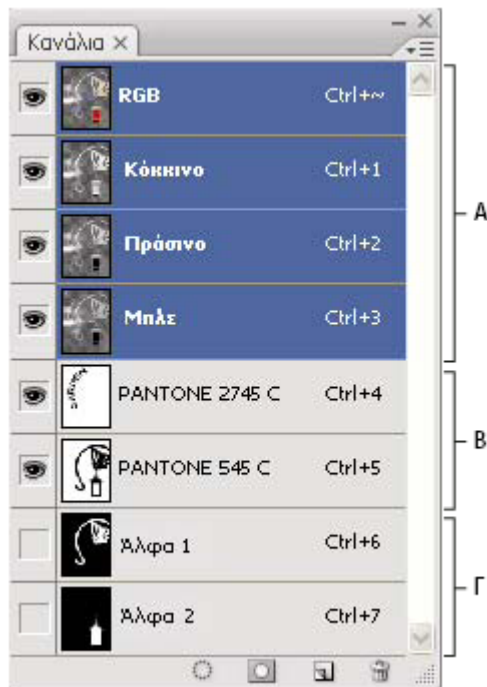 Κανάλια
RGB Ctrl+~
Κόκκινο Ctrl+1
Πράσινο Ctrl+2
Μπλε Ctrl+3
PANTONE 2745 C Ctrl+4
PANTONE 545 C Ctrl+5
Άλφα 1 Ctrl+6
Άλφα 2 Ctrl+7
Α
Β
Γ